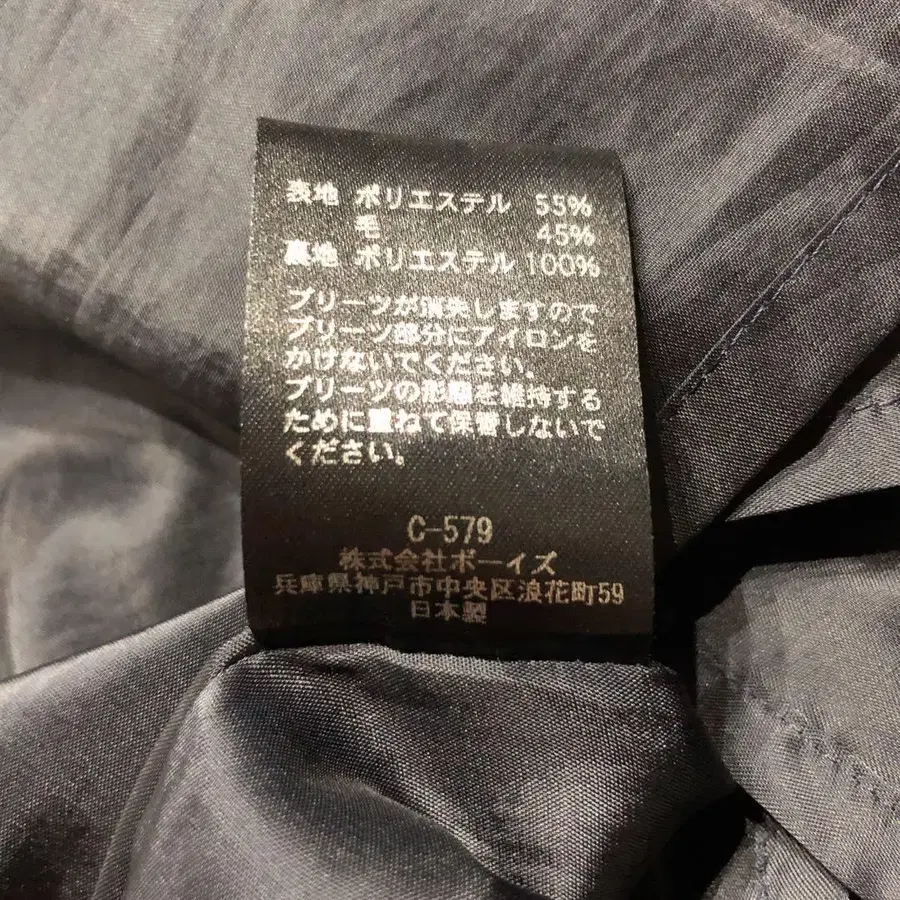 表地 ポリエステル 55%
毛 45%
裏地 ポリエステル 100%
プリーツが消失しますので
プリーツ部分にアイロンを
かけないでください。
プリーツの形態を維持する
ために重ねて保管しないで
ください。
C-579
株式会社ボーイズ
兵庫県神戸市中央区浪花町59
日本製